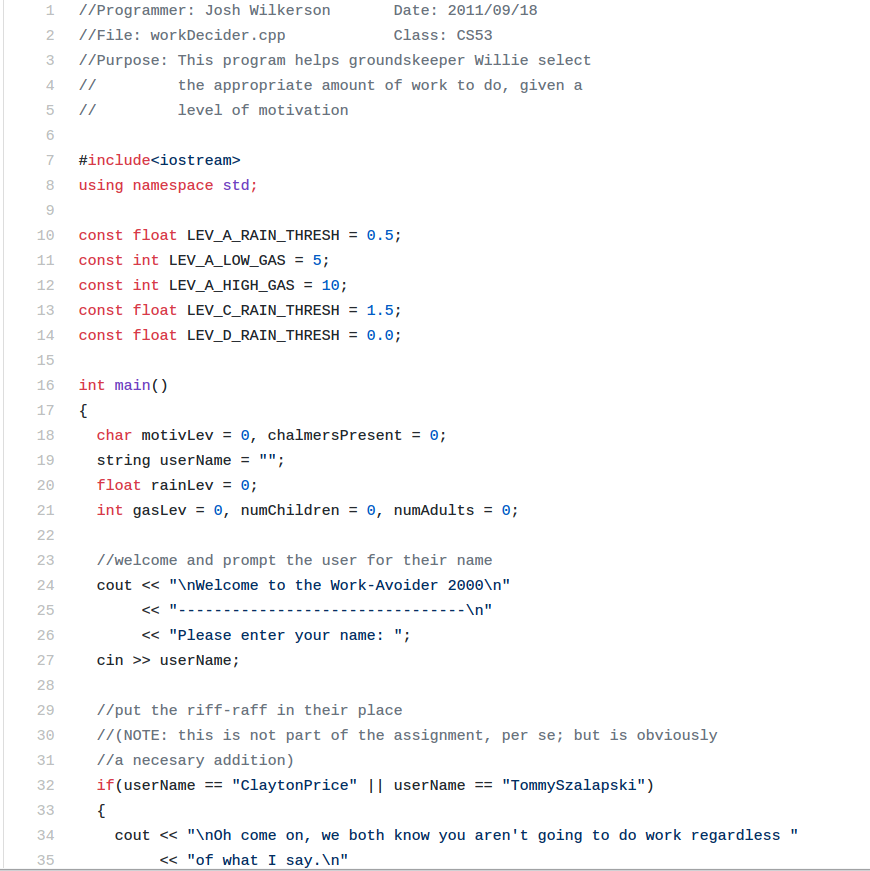 1 //Programmer: Josh Wilkerson       Date: 2011/09/18
2 //File: workDecider.cpp            Class: CS53
3 //Purpose: This program helps groundskeeper Willie select
4 //         the appropriate amount of work to do, given a
5 //         level of motivation
6
7 #include<iostream>
8 using namespace std;
9
10 const float LEV_A_RAIN_THRESH = 0.5;
11 const int LEV_A_LOW_GAS = 5;
12 const int LEV_A_HIGH_GAS = 10;
13 const float LEV_C_RAIN_THRESH = 1.5;
14 const float LEV_D_RAIN_THRESH = 0.0;
15
16 int main()
17 {
18   char motivLev = 0, chalmersPresent = 0;
19   string userName = "";
20   float rainLev = 0;
21   int gasLev = 0, numChildren = 0, numAdults = 0;
22
23   //welcome and prompt the user for their name
24   cout << "\nWelcome to the Work-Avoider 2000\n"
25        << "--------------------------------\n"
26        << "Please enter your name: ";
27   cin >> userName;
28
29   //put the riff-raff in their place
30   //(NOTE: this is not part of the assignment, per se; but is obviously
31   //a necesary addition)
32   if(userName == "ClaytonPrice" || userName == "TommySzalapski")
33   {
34     cout << "\nOh come on, we both know you aren't going to do work regardless "
35          << "of what I say.\n"